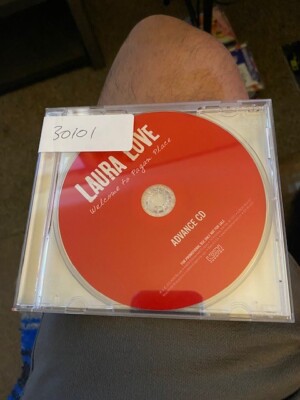 30101
LAURA LOVE
Welcome to Pagan Place
ADVANCE CD